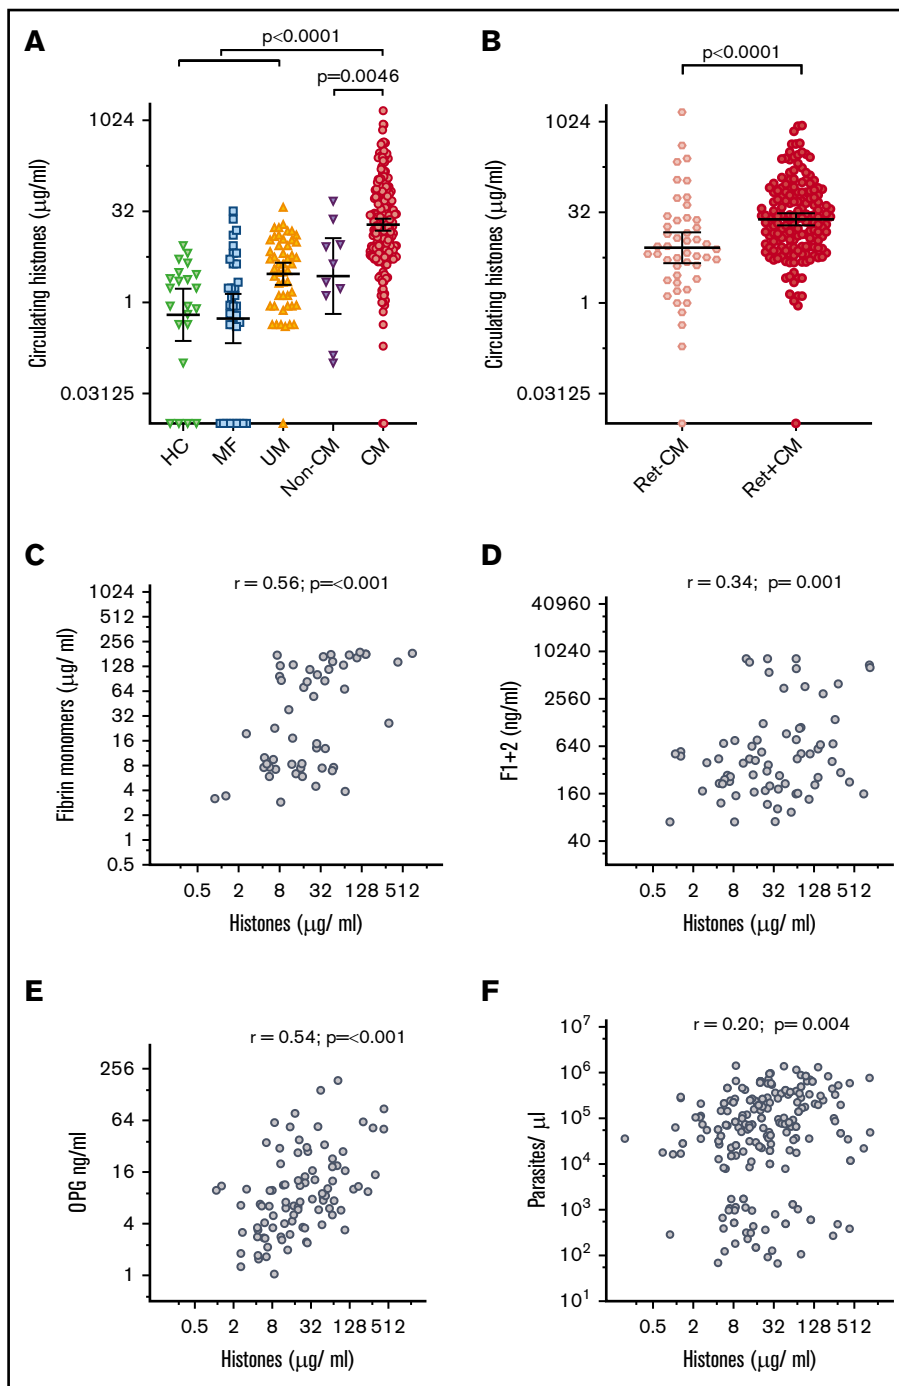 A
p<0.0001
p=0.0046
Circulating histones (μg/ml)
1024
32
1
0.03125
HC
MF
UM
Non-CM
CM
B
p<0.0001
Circulating histones (μg/ml)
1024
32
1
0.03125
Ret-CM
Ret+CM
C
r = 0.56; p=<0.001
Fibrin monomers (μg/ ml)
1024
512
256
128
64
32
16
8
4
2
1
0.5
0.5 2 8 32 128 512
Histones (μg/ ml)
D
r = 0.34; p= 0.001
F1+2 (ng/ml)
40960
10240
2560
640
160
40
0.5 2 8 32 128 512
Histones (μg/ ml)
E
r = 0.54; p=<0.001
OPG ng/ml
256
64
16
4
1
0.5 2 8 32 128 512
Histones (μg/ ml)
F
r = 0.20; p= 0.004
Parasites/ μl
10⁷
10⁶
10⁵
10⁴
10³
10²
10¹
0.5 2 8 32 128 512
Histones (μg/ ml)